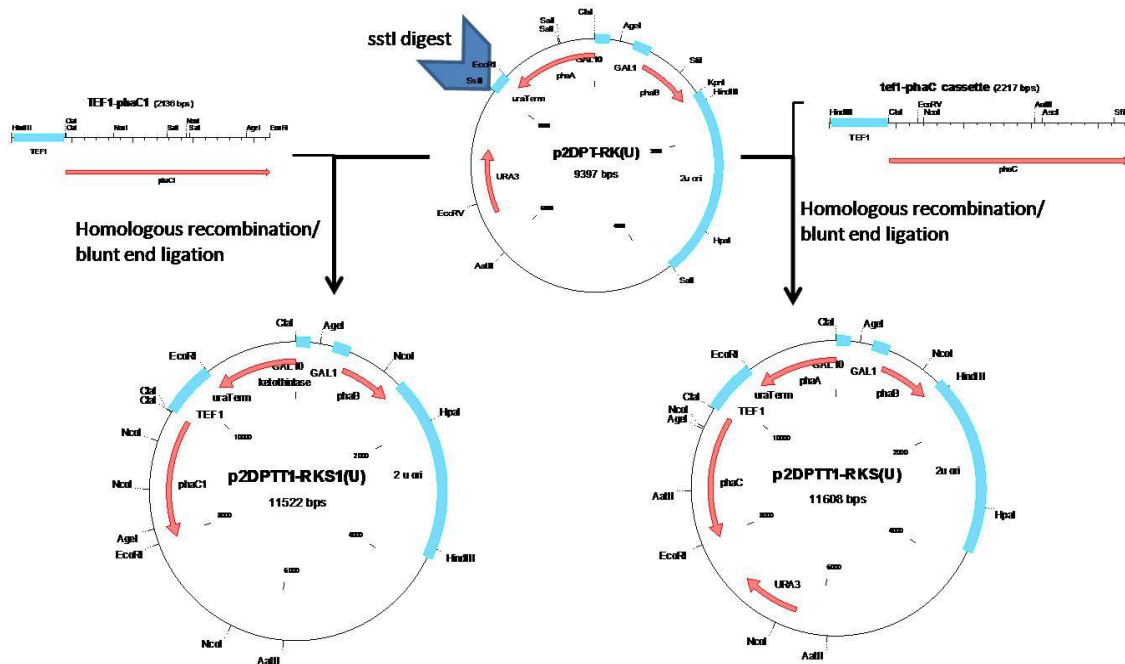 sstI digest
ClaI
AgeI
SalI
SalI
GAL10
GAL1
SfiI
EcoRI
SstI
phaA
phaB
KpnI
HindIII
uraTerm
p2DPT-RK(U)
9397 bps
2u ori
URA3
EcoRV
AatII
HpaI
SalI
TEF1-phaC1 (2136 bps)
HindIII
ClaI
ClaI
NcoI
SalI
NcoI
SalI
AgeI
EcoRI
TEF1
phaC1
tef1-phaC cassette (2217 bps)
HindIII
ClaI
EcoRV
NcoI
AatII
AscI
SfiI
TEF1
phaC
Homologous recombination/
blunt end ligation
Homologous recombination/
blunt end ligation
ClaI
AgeI
EcoRI
GAL10
ketothiolase
GAL1
NcoI
phaB
uraTerm
ClaI
ClaI
TEF1
10000
2000
HpaI
NcoI
p2DPTT1-RKS1(U)
11522 bps
2 u ori
NcoI
phaC1
8000
4000
AgeI
EcoRI
6000
HindIII
NcoI
AatII
ClaI
AgeI
EcoRI
GAL10
phaA
GAL1
NcoI
HindIII
phaB
uraTerm
ClaI
NcoI
AgeI
TEF1
10000
2000
p2DPTT1-RKS(U)
11608 bps
2u ori
AatII
phaC
8000
4000
HpaI
EcoRI
6000
URA3
NcoI
AatII